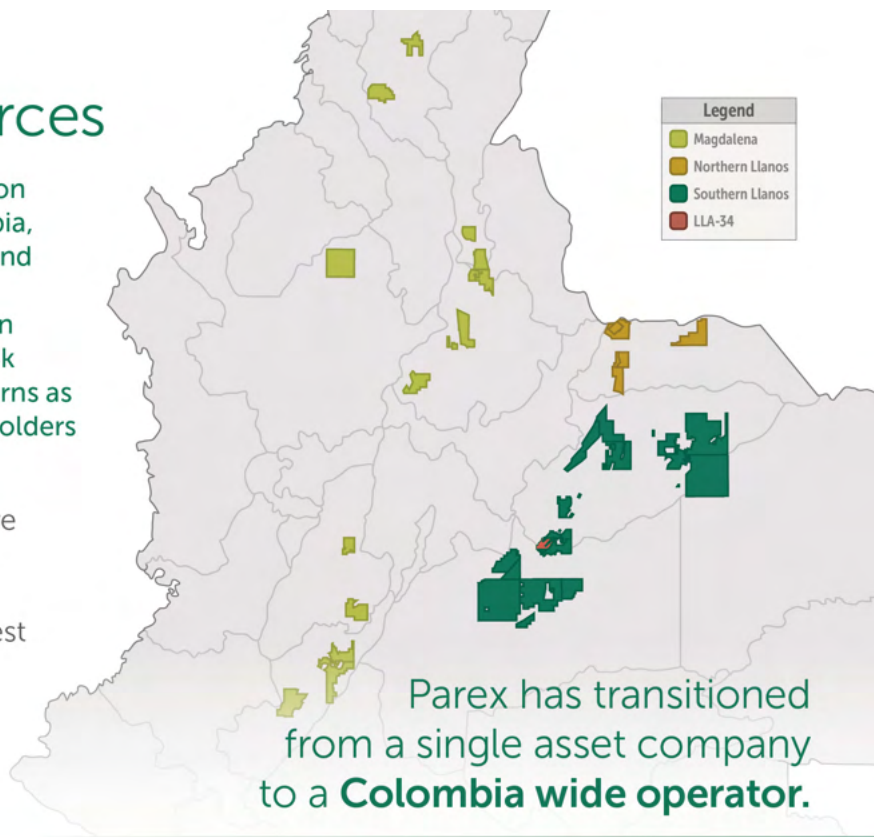 rces
on
bia,
nd
n
k
rns as
olders
e
est
Legend
Magdalena
Northern Llanos
Southern Llanos
LLA-34
Parex has transitioned
from a single asset company
to a Colombia wide operator.